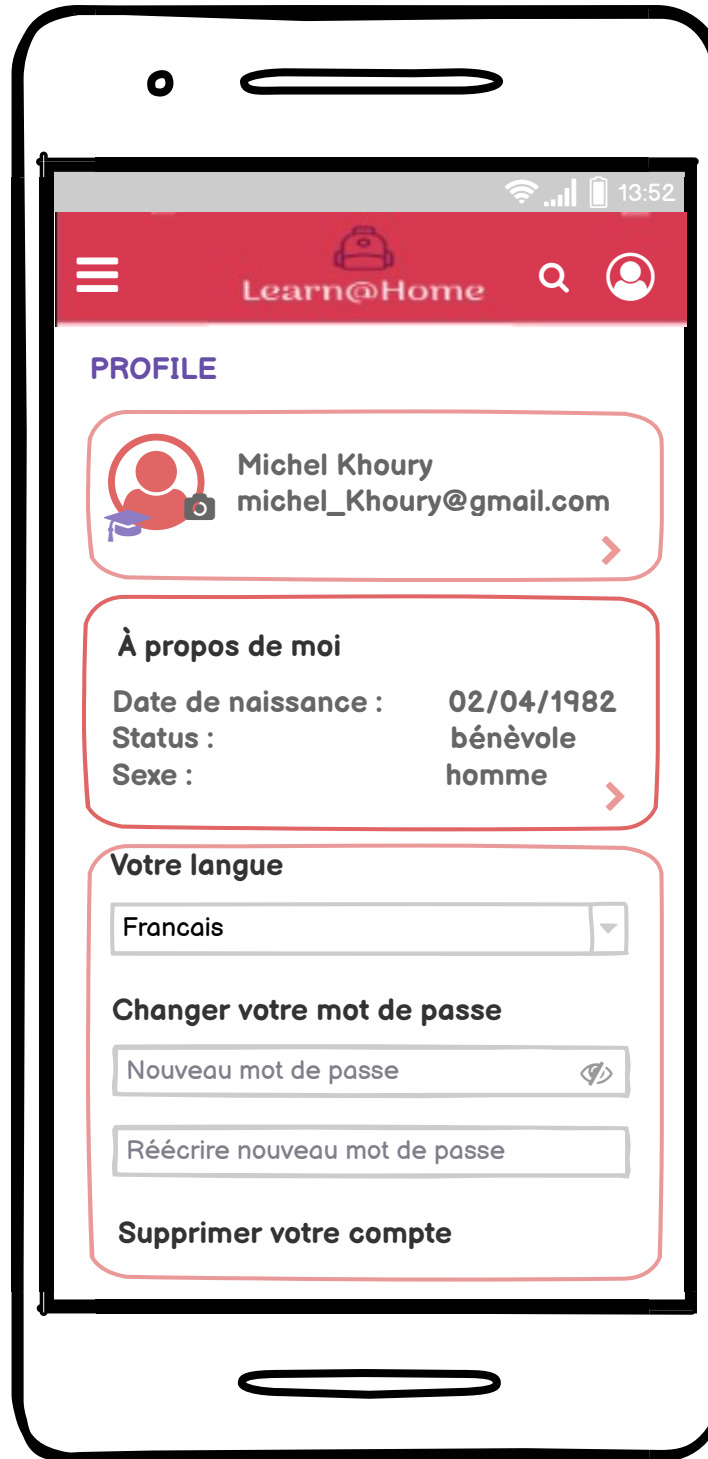 13:52
Learn@Home
PROFILE
Michel Khoury
michel_Khoury@gmail.com
À propos de moi
Date de naissance : 02/04/1982
Status : bénèvole
Sexe : homme
Votre langue
Francais
Changer votre mot de passe
Nouveau mot de passe
Réécrire nouveau mot de passe
Supprimer votre compte